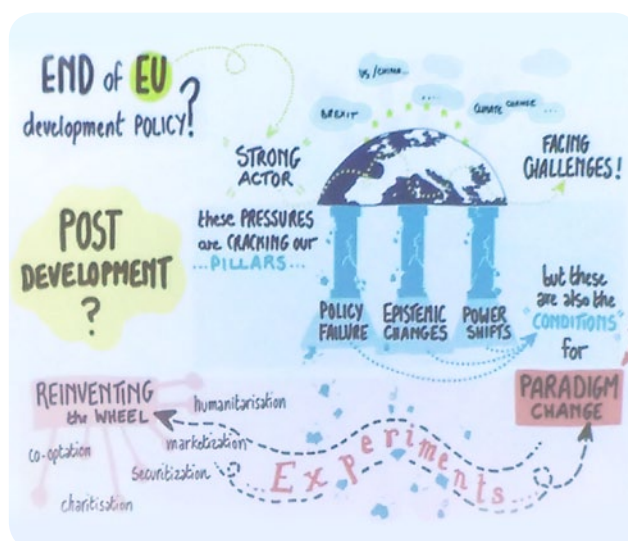 END of EU
development POLICY?
US/CHINA...
....
BREXIT
CLIMATE CHANGE ...
STRONG
ACTOR
FACING
CHALLENGES!
these PRESSURES
are CRACKING our
...PILLARS...
POST
DEVELOPMENT
?
POLICY
FAILURE
EPISTEMIC
CHANGES
POWER
SHIFTS
but these
are also the
"CONDITIONS"
for
PARADIGM
CHANGE
REINVENTING
the WHEEL
humanitarisation
marketization
co-optation
Securitization
charitisation
Experiments